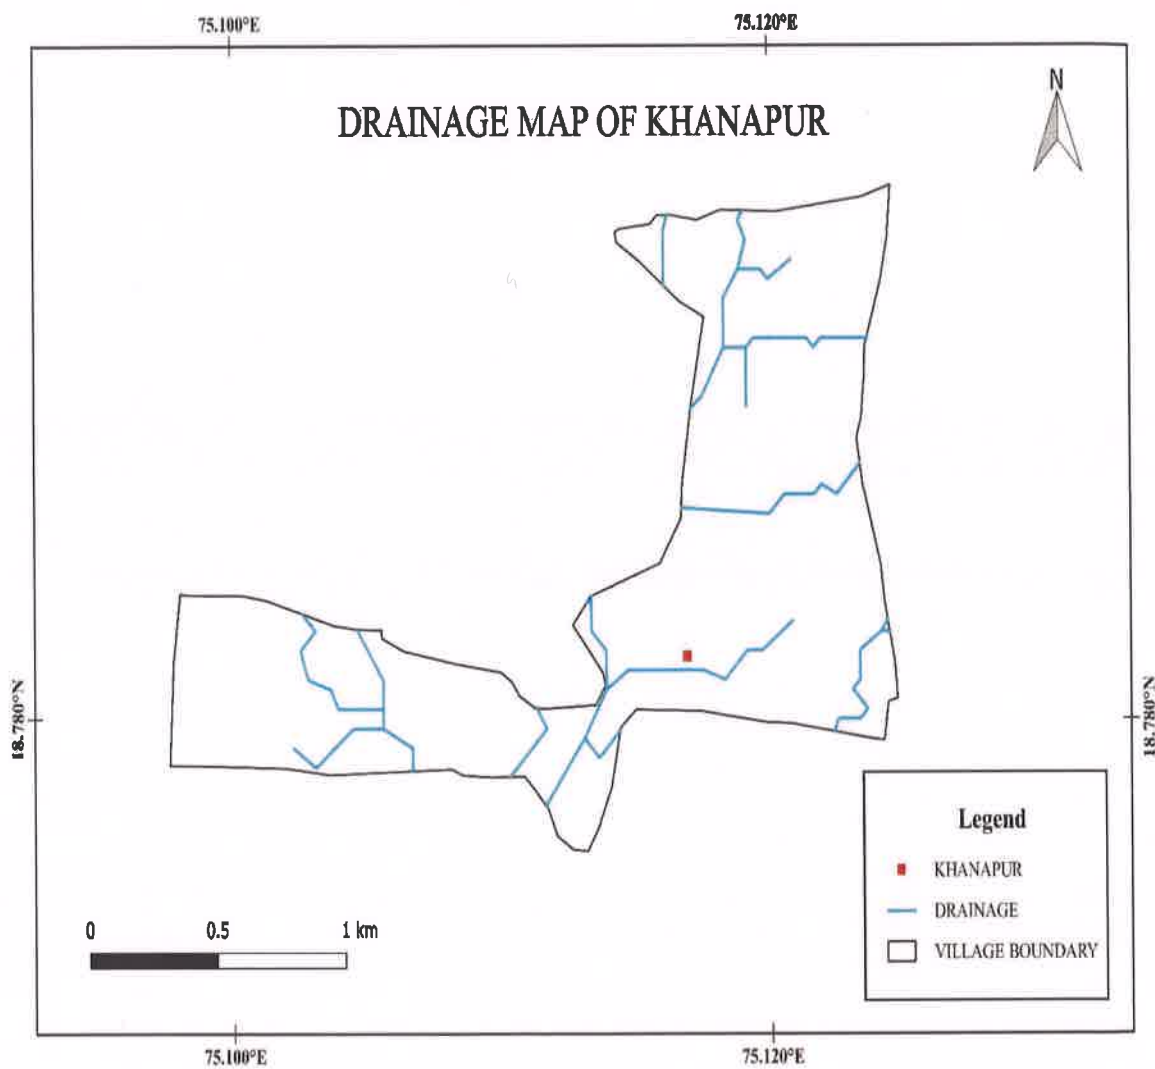 75.100°E 75.120°E
N
DRAINAGE MAP OF KHANAPUR
18.780°N
18.780°N
Legend
KHANAPUR
DRAINAGE
VILLAGE BOUNDARY
0 0.5 1 km
75.100°E 75.120°E